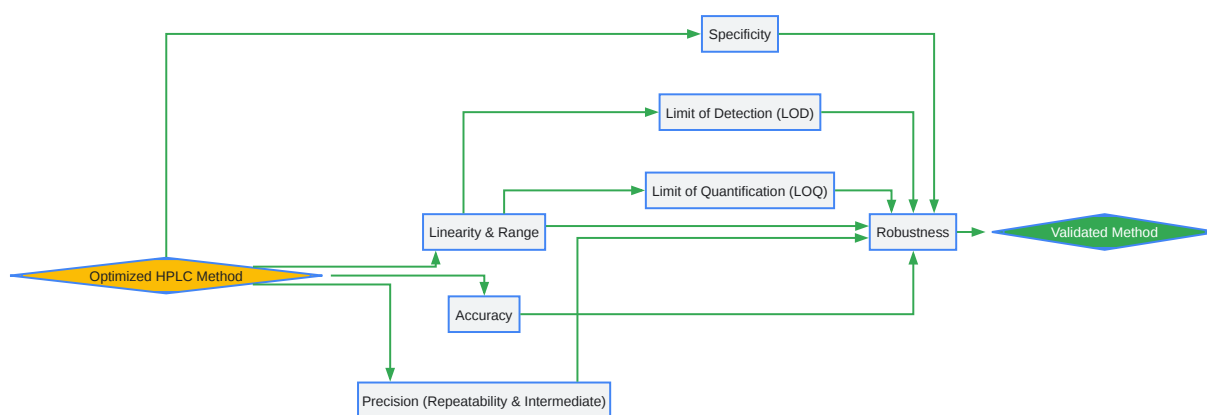 Specificity
Limit of Detection (LOD)
Limit of Quantification (LOQ)
Linearity & Range
Robustness
Validated Method
Optimized HPLC Method
Accuracy
Precision (Repeatability & Intermediate)